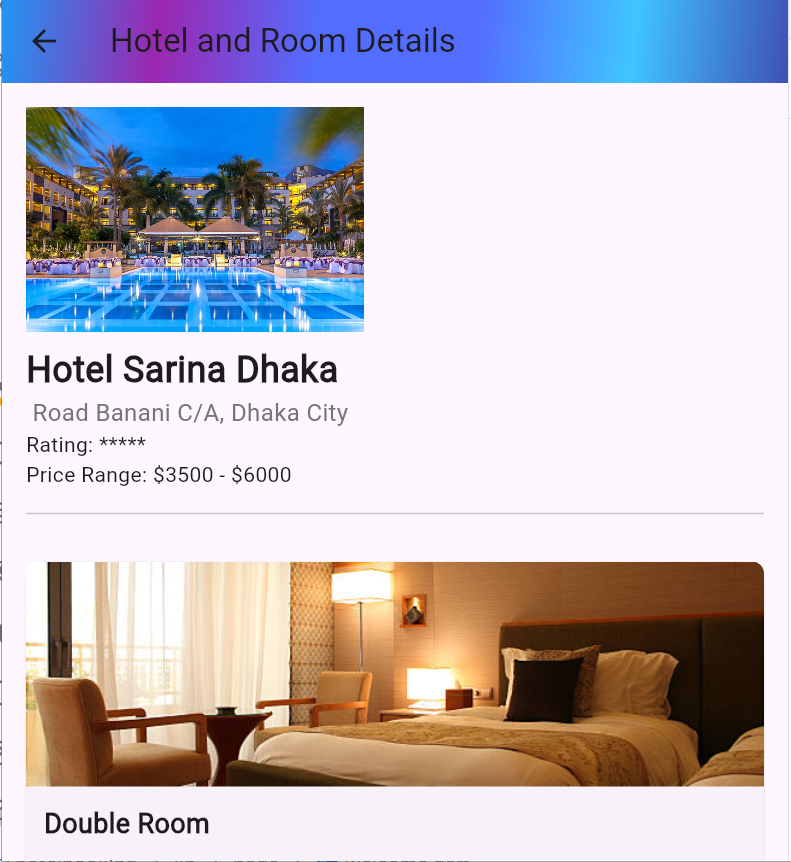 Hotel and Room Details
Hotel Sarina Dhaka
Road Banani C/A, Dhaka City
Rating: *****
Price Range: $3500 - $6000
Double Room